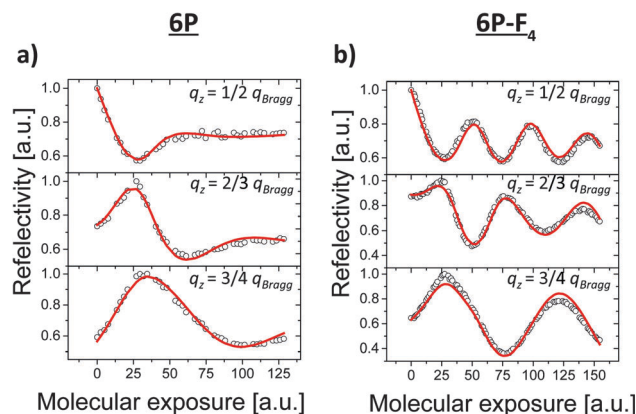 6P
6P-F4
a)
b)
qz = 1/2 qBragg
qz = 1/2 qBragg
1.0
0.8
0.6
1.0
0.8
0.6
qz = 2/3 qBragg
qz = 2/3 qBragg
1.0
0.8
0.6
1.0
0.8
0.6
0.4
qz = 3/4 qBragg
qz = 3/4 qBragg
1.0
0.8
0.6
1.0
0.8
0.6
0.4
Refelectivity [a.u.]
Refelectivity [a.u.]
0 25 50 75 100 125
0 25 50 75 100 125 150
Molecular exposure [a.u.]
Molecular exposure [a.u.]